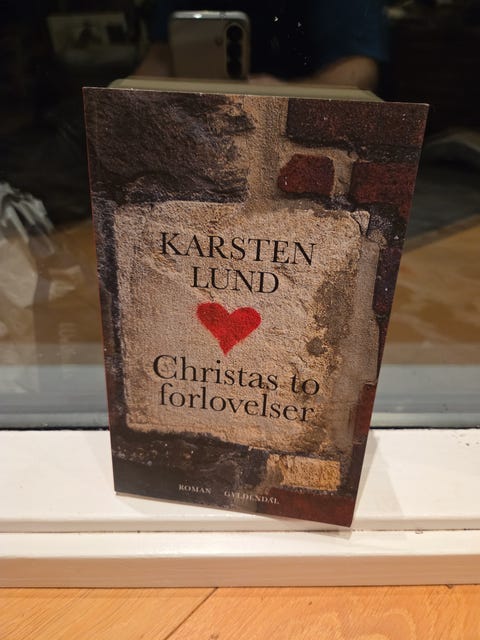 KARSTEN
LUND
Christas to
forlovelser
ROMAN GYLDENDAL